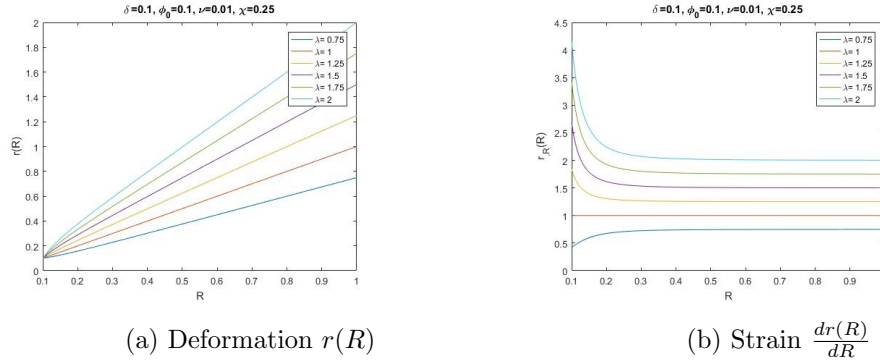 δ=0.1, ϕ₀=0.1, ν=0.01, χ=0.25
r(R)
2
1.8
1.6
1.4
1.2
1
0.8
0.6
0.4
0.2
0
λ= 0.75
λ= 1
λ= 1.25
λ= 1.5
λ= 1.75
λ= 2
0.1 0.2 0.3 0.4 0.5 0.6 0.7 0.8 0.9 1
R
(a) Deformation r(R)
δ=0.1, ϕ₀=0.1, ν=0.01, χ=0.25
r,R(R)
4.5
4
3.5
3
2.5
2
1.5
1
0.5
0
λ= 0.75
λ= 1
λ= 1.25
λ= 1.5
λ= 1.75
λ= 2
0.1 0.2 0.3 0.4 0.5 0.6 0.7 0.8 0.9
R
(b) Strain dr(R)/dR